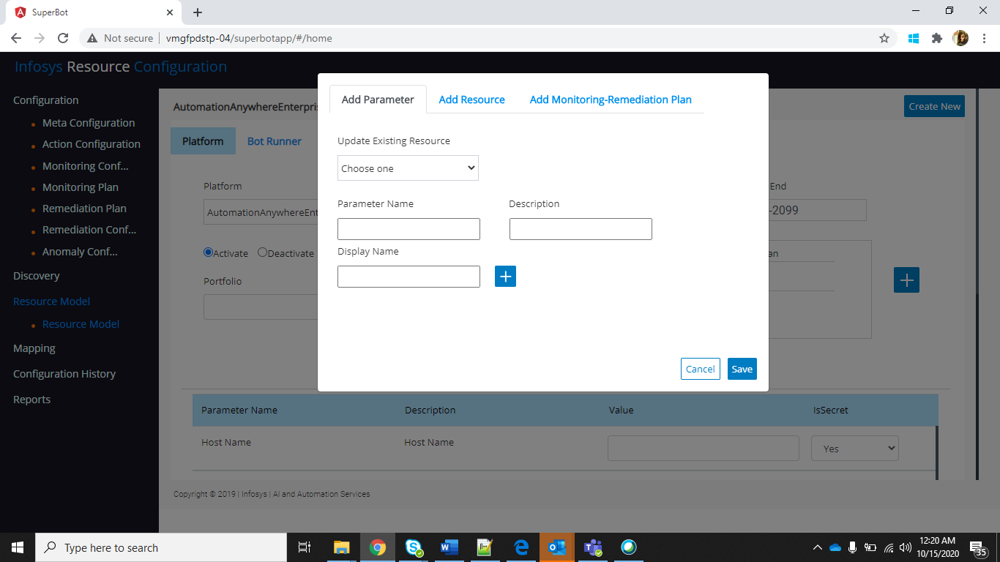 SuperBot
Not secure
vmgfpdstp-04/superbotapp/#/home
Infosys Resource Configuration
Configuration
Meta Configuration
Action Configuration
Monitoring Conf...
Monitoring Plan
Remediation Plan
Remediation Conf...
Anomaly Conf...
Discovery
Resource Model
Resource Model
Mapping
Configuration History
Reports
AutomationAnywhereEnterpris
Create New
Platform
Bot Runner
Platform
End
AutomationAnywhereEnt
-2099
Activate
Deactivate
an
Portfolio
Add Parameter
Add Resource
Add Monitoring-Remediation Plan
Update Existing Resource
Choose one
Parameter Name
Description
Display Name
Cancel
Save
Parameter Name
Description
Value
IsSecret
Host Name
Host Name
Yes
Copyright © 2019 | Infosys | AI and Automation Services
Type here to search
12:20 AM
10/15/2020
35